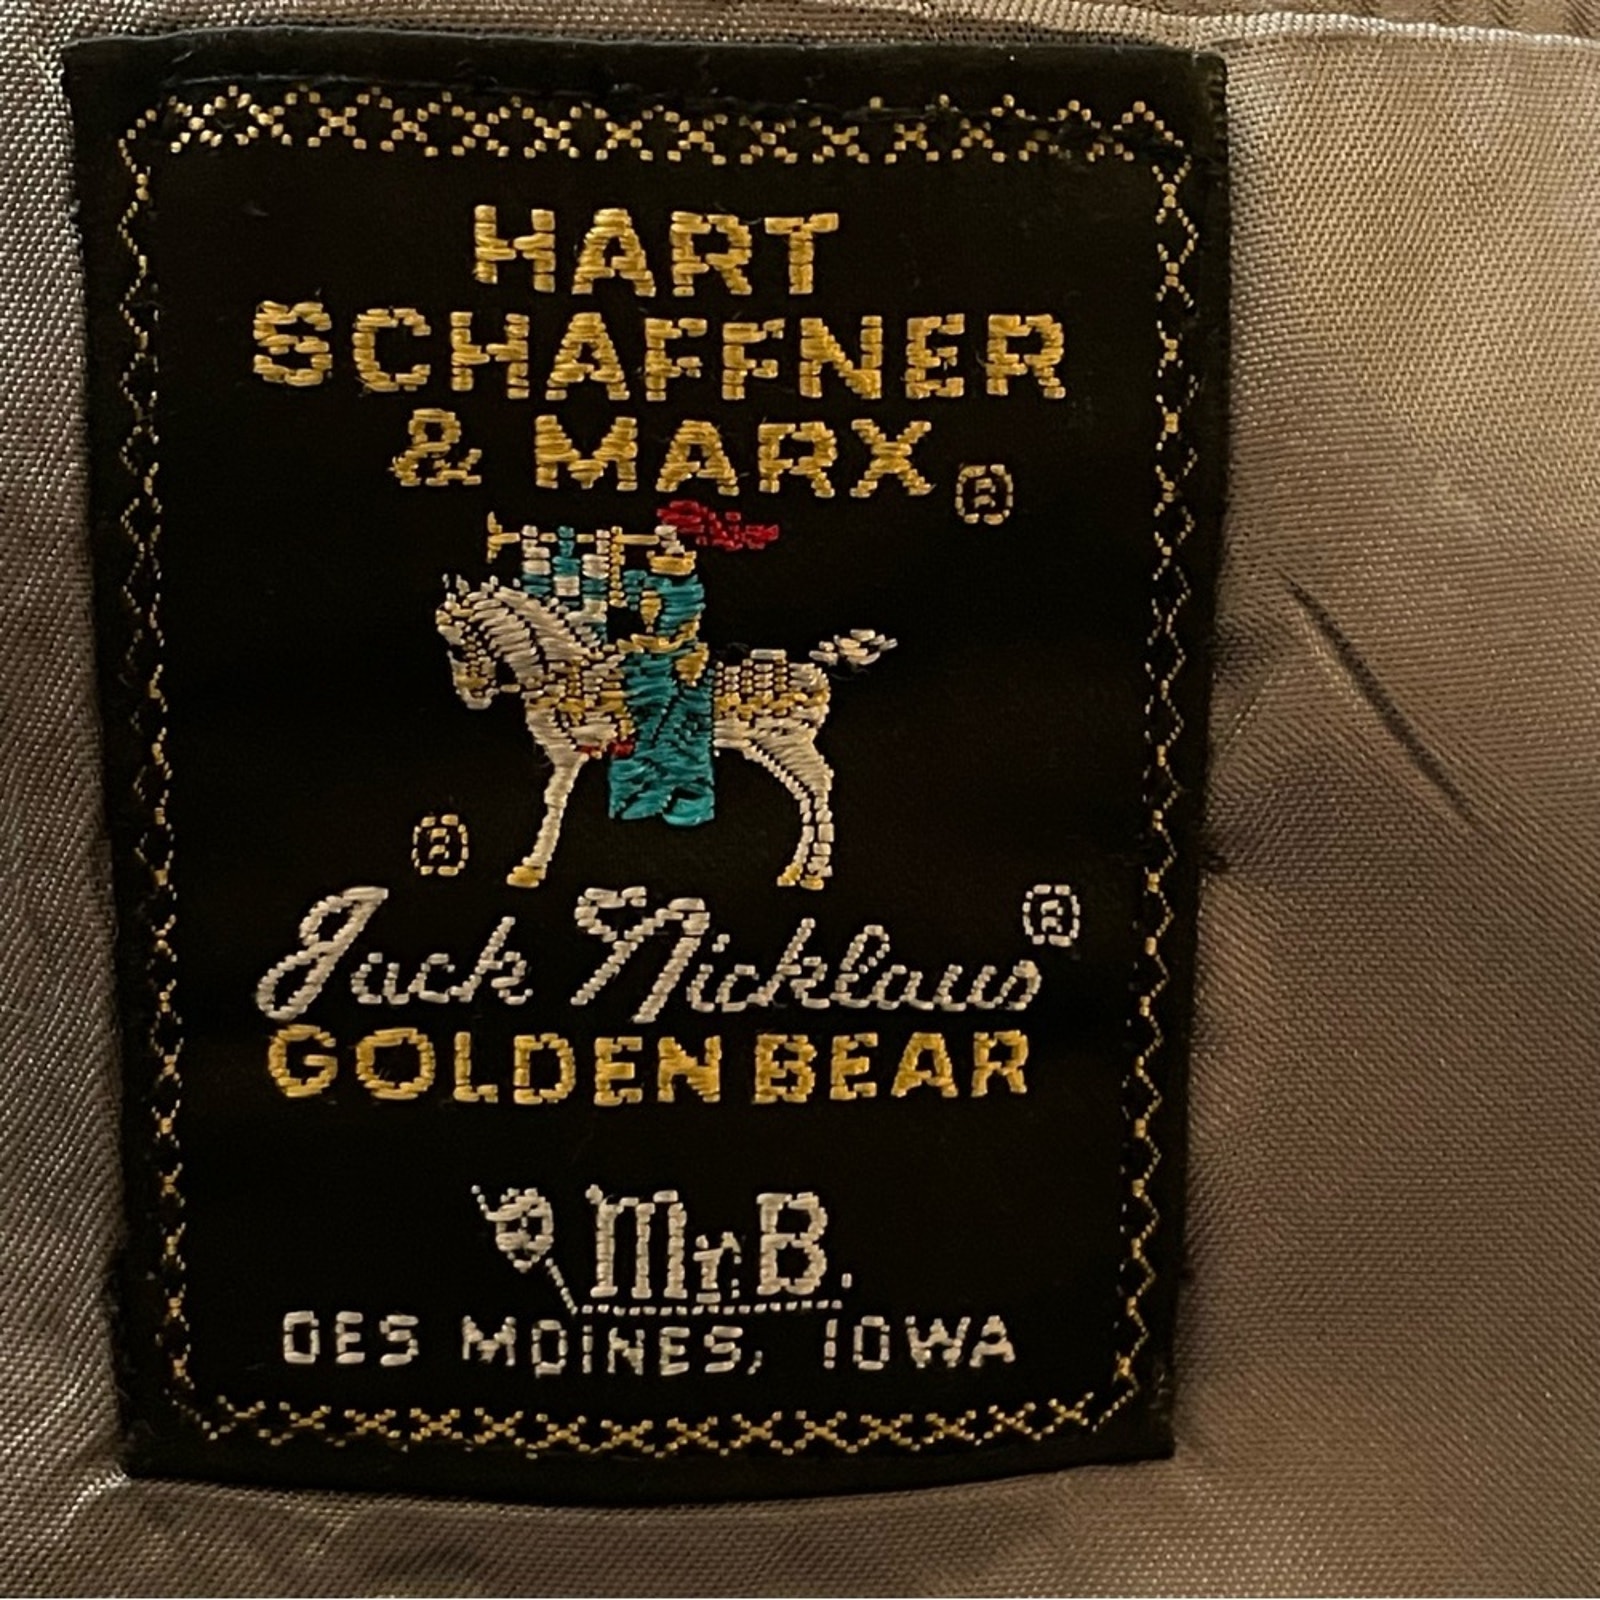 HART
SCHAFFNER
& MARX ®
®
Jack Nicklaus ®
GOLDEN BEAR
Mr. B.
DES MOINES, IOWA